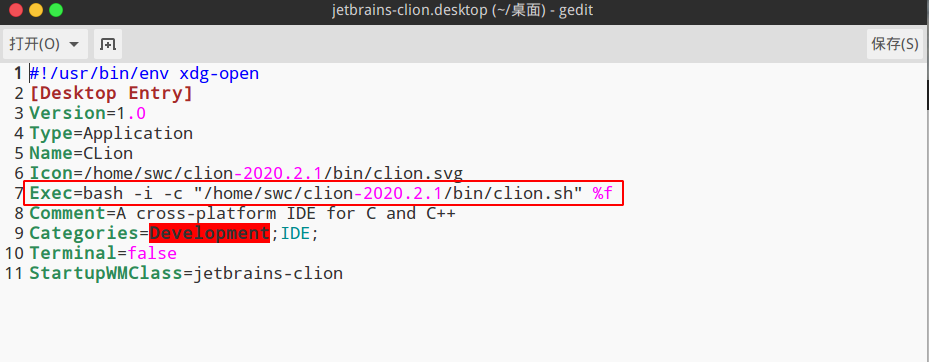 jetbrains-clion.desktop (~/桌面) - gedit
打开(O) 保存(S)
1 #!/usr/bin/env xdg-open
2 [Desktop Entry]
3 Version=1.0
4 Type=Application
5 Name=CLion
6 Icon=/home/swc/clion-2020.2.1/bin/clion.svg
7 Exec=bash -i -c "/home/swc/clion-2020.2.1/bin/clion.sh" %f
8 Comment=A cross-platform IDE for C and C++
9 Categories=Development;IDE;
10 Terminal=false
11 StartupWMClass=jetbrains-clion